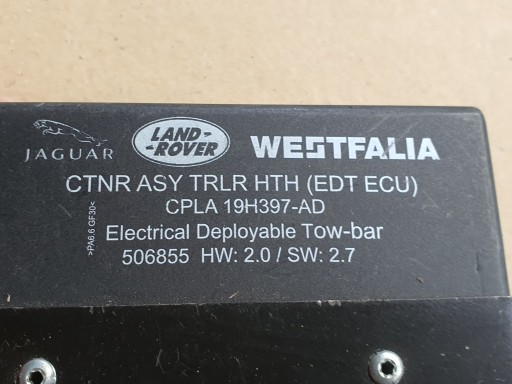 JAGUAR
LAND-
-ROVER
WESTFALIA
CTNR ASY TRLR HTH (EDT ECU)
CPLA 19H397-AD
Electrical Deployable Tow-bar
506855 HW: 2.0 / SW: 2.7
>PA6.6 GF30<